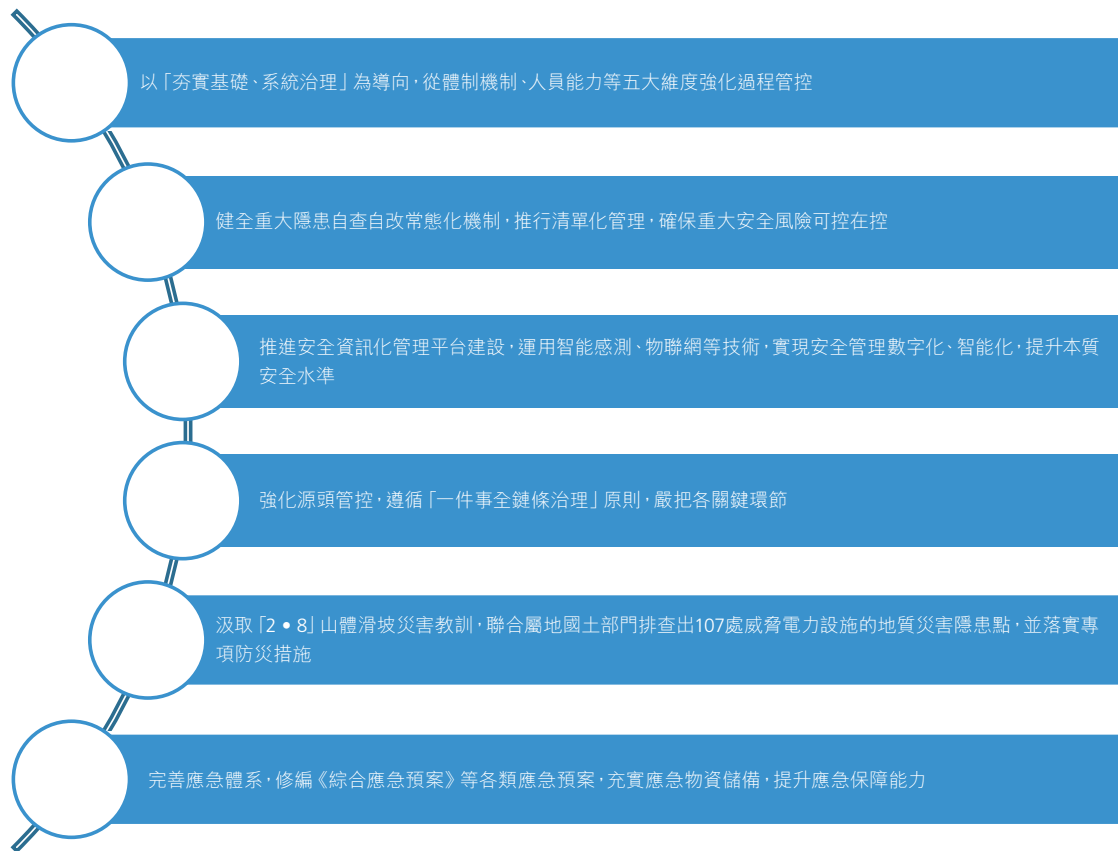 以「夯實基礎、系統治理」為導向，從體制機制、人員能力等五大維度強化過程管控
健全重大隱患自查自改常態化機制，推行清單化管理，確保重大安全風險可控在控
推進安全資訊化管理平台建設，運用智能感測、物聯網等技術，實現安全管理數字化、智能化，提升本質
安全水準
強化源頭管控，遵循「一件事全鏈條治理」原則，嚴把各關鍵環節
汲取「2 • 8」山體滑坡災害教訓，聯合屬地國土部門排查出107處威脅電力設施的地質災害隱患點，並落實專
項防災措施
完善應急體系，修編《綜合應急預案》等各類應急預案，充實應急物資儲備，提升應急保障能力